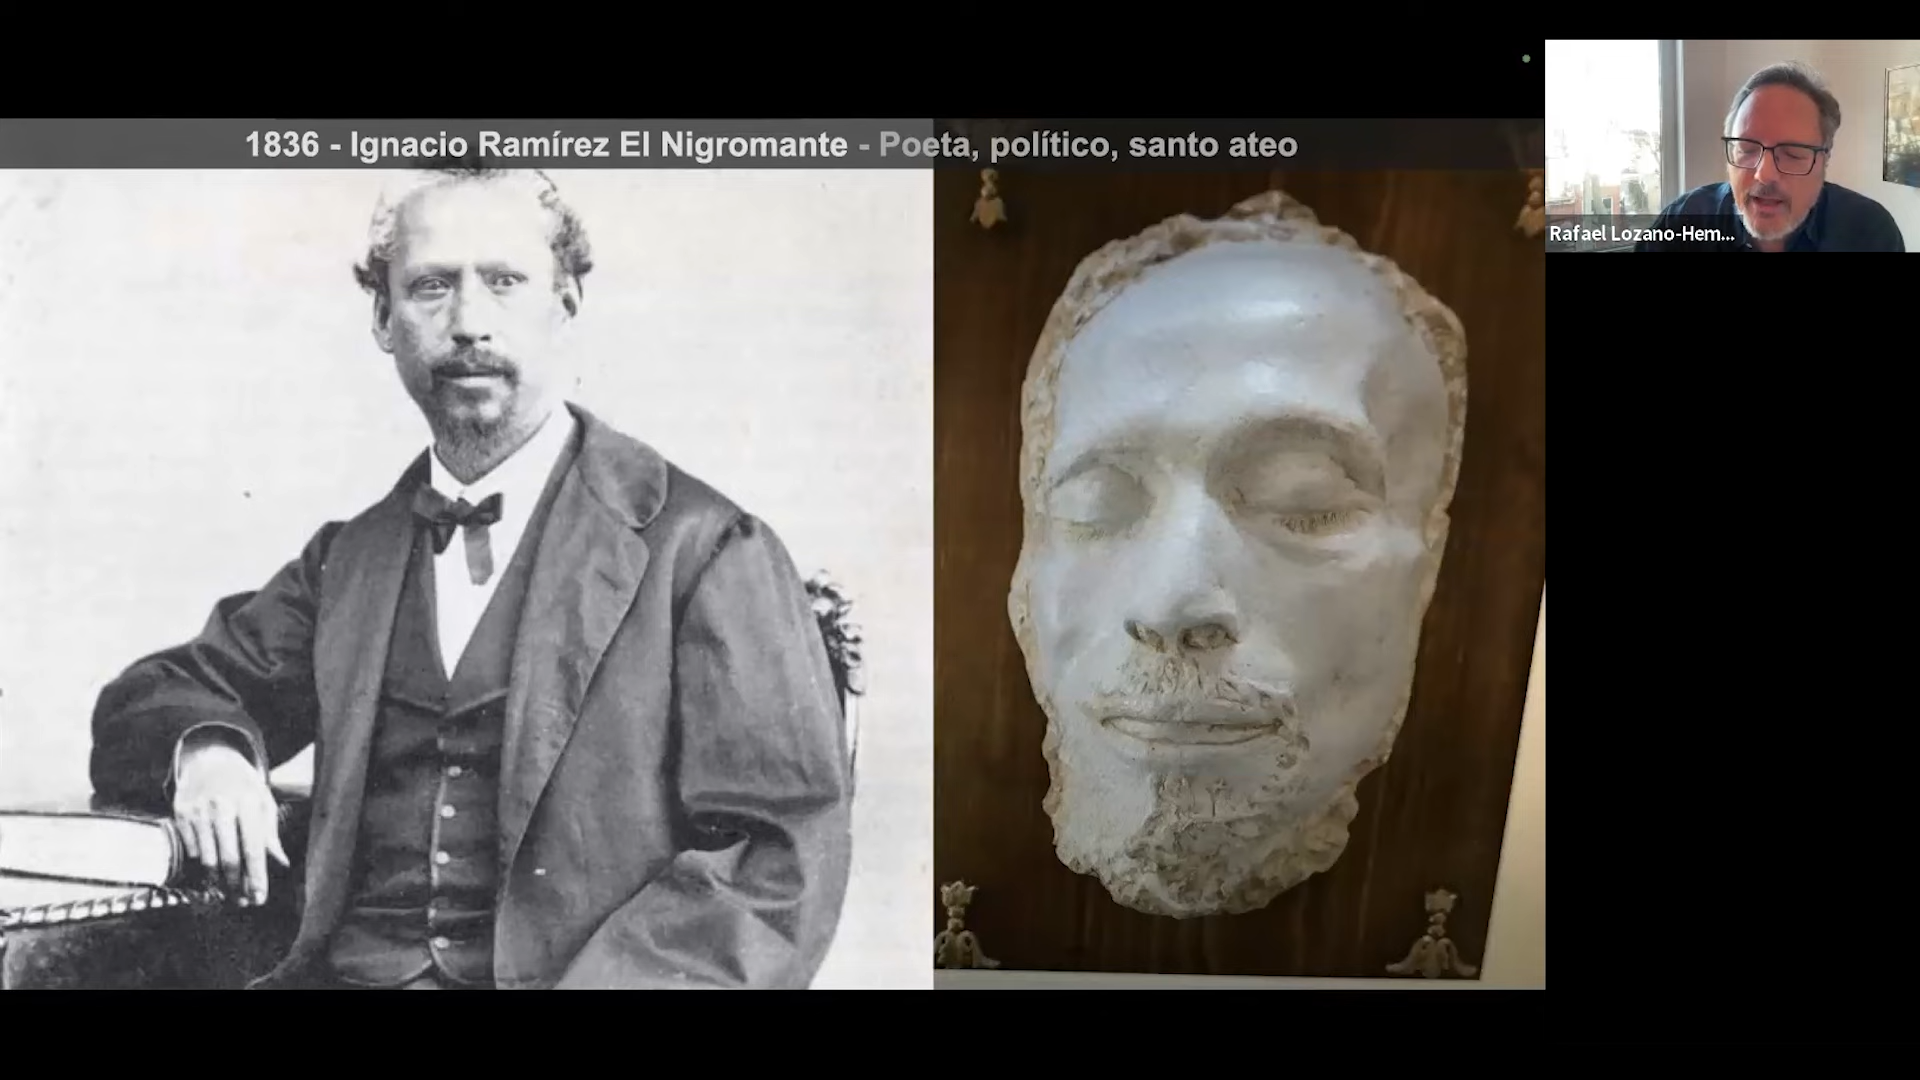 1836 - Ignacio Ramírez El Nigromante - Poeta, político, santo ateo
Rafael Lozano-Hem...